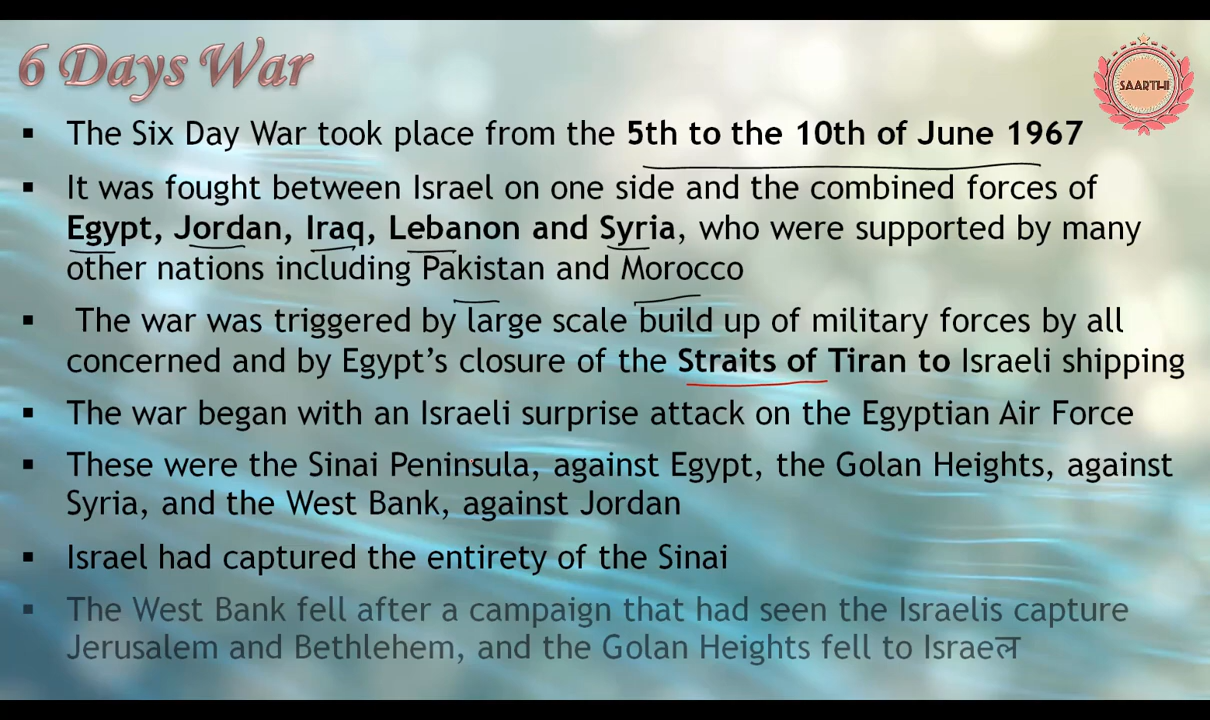 6 Days War
SAARTHI
▪ The Six Day War took place from the 5th to the 10th of June 1967
▪ It was fought between Israel on one side and the combined forces of
Egypt, Jordan, Iraq, Lebanon and Syria, who were supported by many
other nations including Pakistan and Morocco
▪ The war was triggered by large scale build up of military forces by all
concerned and by Egypt’s closure of the Straits of Tiran to Israeli shipping
▪ The war began with an Israeli surprise attack on the Egyptian Air Force
▪ These were the Sinai Peninsula, against Egypt, the Golan Heights, against
Syria, and the West Bank, against Jordan
▪ Israel had captured the entirety of the Sinai
▪ The West Bank fell after a campaign that had seen the Israelis capture
Jerusalem and Bethlehem, and the Golan Heights fell to Israeल